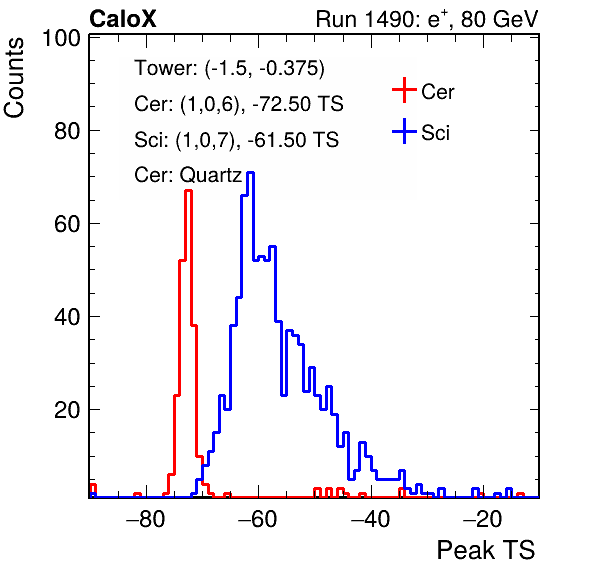 CaloX Run 1490: e+, 80 GeV
Counts
100
80
60
40
20
Tower: (-1.5, -0.375)
Cer: (1,0,6), -72.50 TS
Sci: (1,0,7), -61.50 TS
Cer: Quartz
Cer
Sci
−80 −60 −40 −20
Peak TS